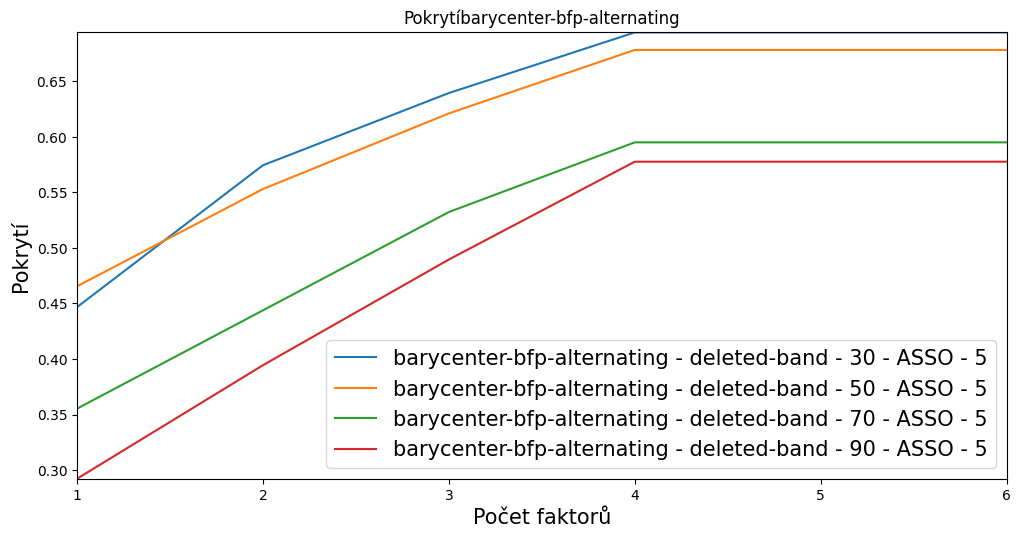 Pokrytíbarycenter-bfp-alternating
0.65
0.60
0.55
0.50
0.45
0.40
0.35
0.30
Pokrytí
barycenter-bfp-alternating - deleted-band - 30 - ASSO - 5
barycenter-bfp-alternating - deleted-band - 50 - ASSO - 5
barycenter-bfp-alternating - deleted-band - 70 - ASSO - 5
barycenter-bfp-alternating - deleted-band - 90 - ASSO - 5
1 2 3 4 5 6
Počet faktorů